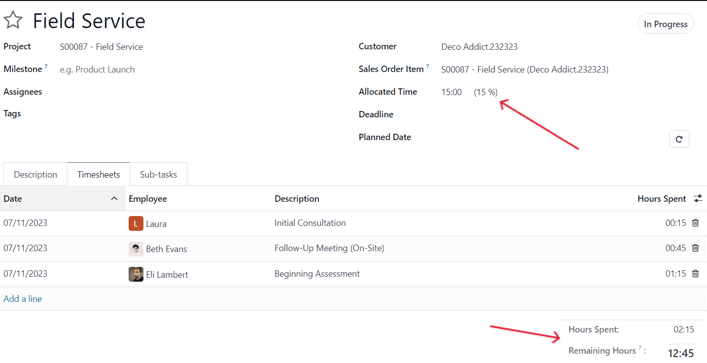 Field Service
In Progress
Project S00087 - Field Service
Customer Deco Addict.232323
Milestone ? e.g. Product Launch
Sales Order Item ? S00087 - Field Service (Deco Addict.232323)
Assignees
Allocated Time 15:00 (15 %)
Tags
Deadline
Planned Date
Description Timesheets Sub-tasks
Date Employee Description Hours Spent
07/11/2023 L Laura Initial Consultation 00:15
07/11/2023 Beth Evans Follow-Up Meeting (On-Site) 00:45
07/11/2023 Eli Lambert Beginning Assessment 01:15
Add a line
Hours Spent: 02:15
Remaining Hours ? : 12:45